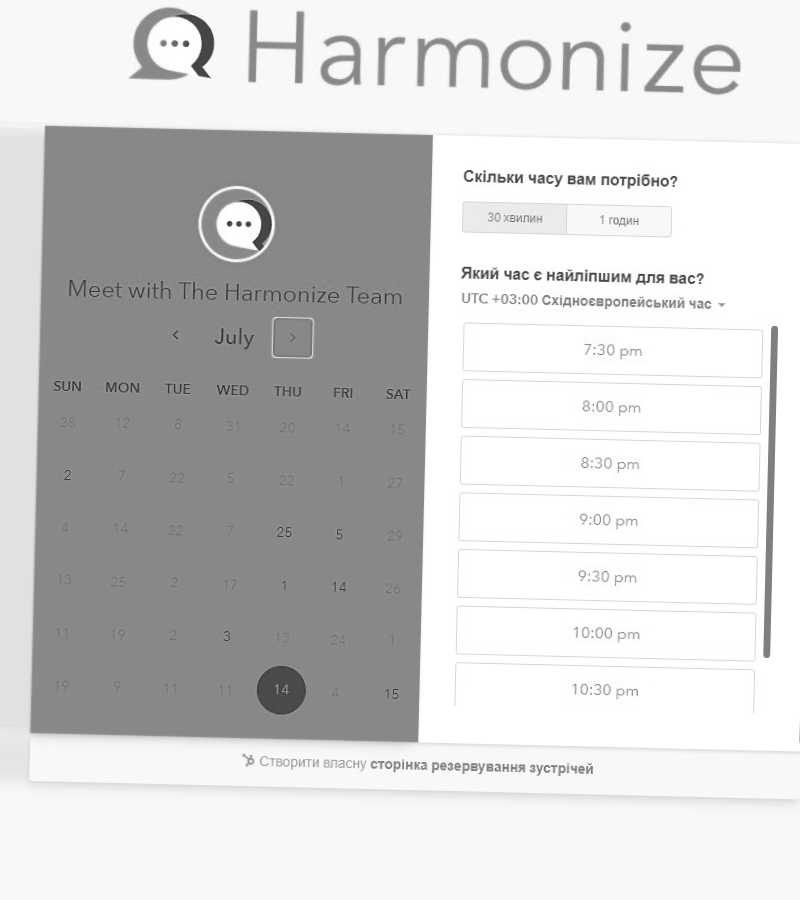 Harmonize
Meet with The Harmonize Team
July
SUN MON TUE WED THU FRI SAT
28 12 8 31 20 14 15
2 7 22 5 22 1 27
4 14 22 7 25 5 29
13 25 2 17 1 14 26
11 19 2 3 13 24 1
19 9 11 11 14 4 15
Скільки часу вам потрібно?
30 хвилин 1 годин
Який час є найліпшим для вас?
UTC +03:00 Східноєвропейський час
7:30 pm
8:00 pm
8:30 pm
9:00 pm
9:30 pm
10:00 pm
10:30 pm
Створити власну сторінка резервування зустрічей